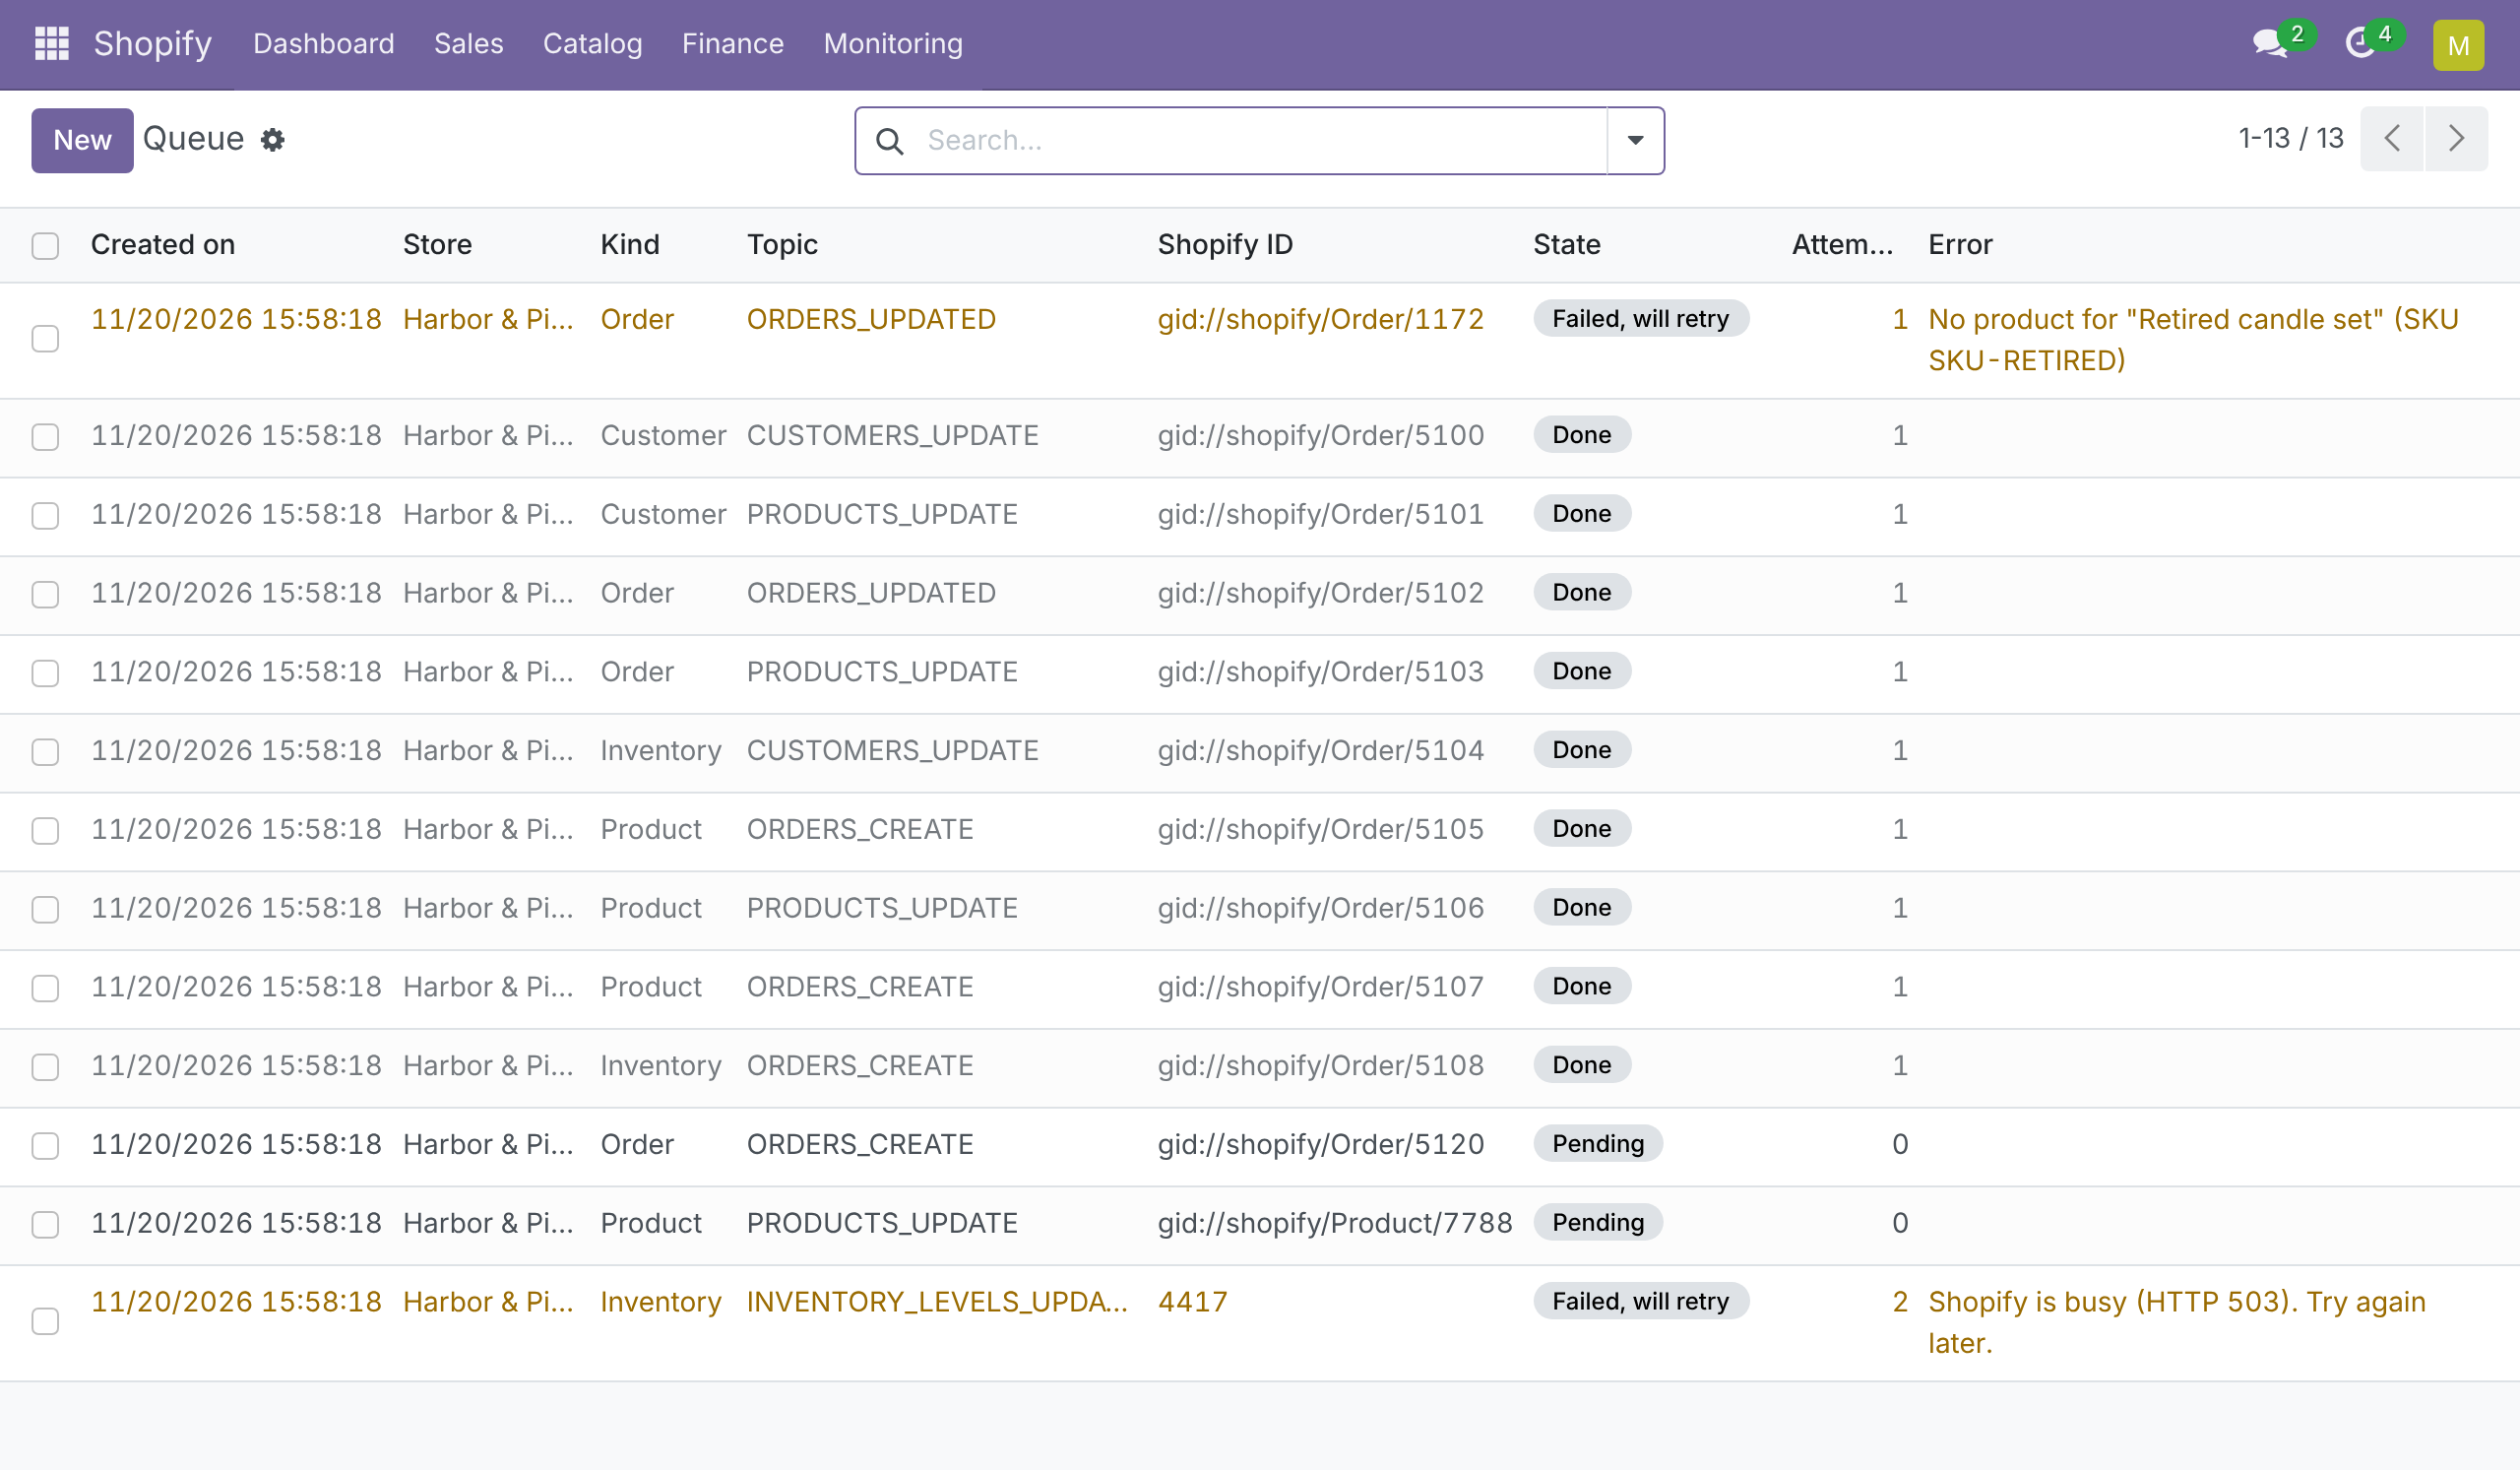 Shopify Dashboard Sales Catalog Finance Monitoring 2 4 M
New Queue Search... 1-13 / 13
Created on Store Kind Topic Shopify ID State Attem... Error
11/20/2026 15:58:18 Harbor & Pi... Order ORDERS_UPDATED gid://shopify/Order/1172 Failed, will retry 1 No product for "Retired candle set" (SKU
SKU-RETIRED)
11/20/2026 15:58:18 Harbor & Pi... Customer CUSTOMERS_UPDATE gid://shopify/Order/5100 Done 1
11/20/2026 15:58:18 Harbor & Pi... Customer PRODUCTS_UPDATE gid://shopify/Order/5101 Done 1
11/20/2026 15:58:18 Harbor & Pi... Order ORDERS_UPDATED gid://shopify/Order/5102 Done 1
11/20/2026 15:58:18 Harbor & Pi... Order PRODUCTS_UPDATE gid://shopify/Order/5103 Done 1
11/20/2026 15:58:18 Harbor & Pi... Inventory CUSTOMERS_UPDATE gid://shopify/Order/5104 Done 1
11/20/2026 15:58:18 Harbor & Pi... Product ORDERS_CREATE gid://shopify/Order/5105 Done 1
11/20/2026 15:58:18 Harbor & Pi... Product PRODUCTS_UPDATE gid://shopify/Order/5106 Done 1
11/20/2026 15:58:18 Harbor & Pi... Product ORDERS_CREATE gid://shopify/Order/5107 Done 1
11/20/2026 15:58:18 Harbor & Pi... Inventory ORDERS_CREATE gid://shopify/Order/5108 Done 1
11/20/2026 15:58:18 Harbor & Pi... Order ORDERS_CREATE gid://shopify/Order/5120 Pending 0
11/20/2026 15:58:18 Harbor & Pi... Product PRODUCTS_UPDATE gid://shopify/Product/7788 Pending 0
11/20/2026 15:58:18 Harbor & Pi... Inventory INVENTORY_LEVELS_UPDA... 4417 Failed, will retry 2 Shopify is busy (HTTP 503). Try again
later.